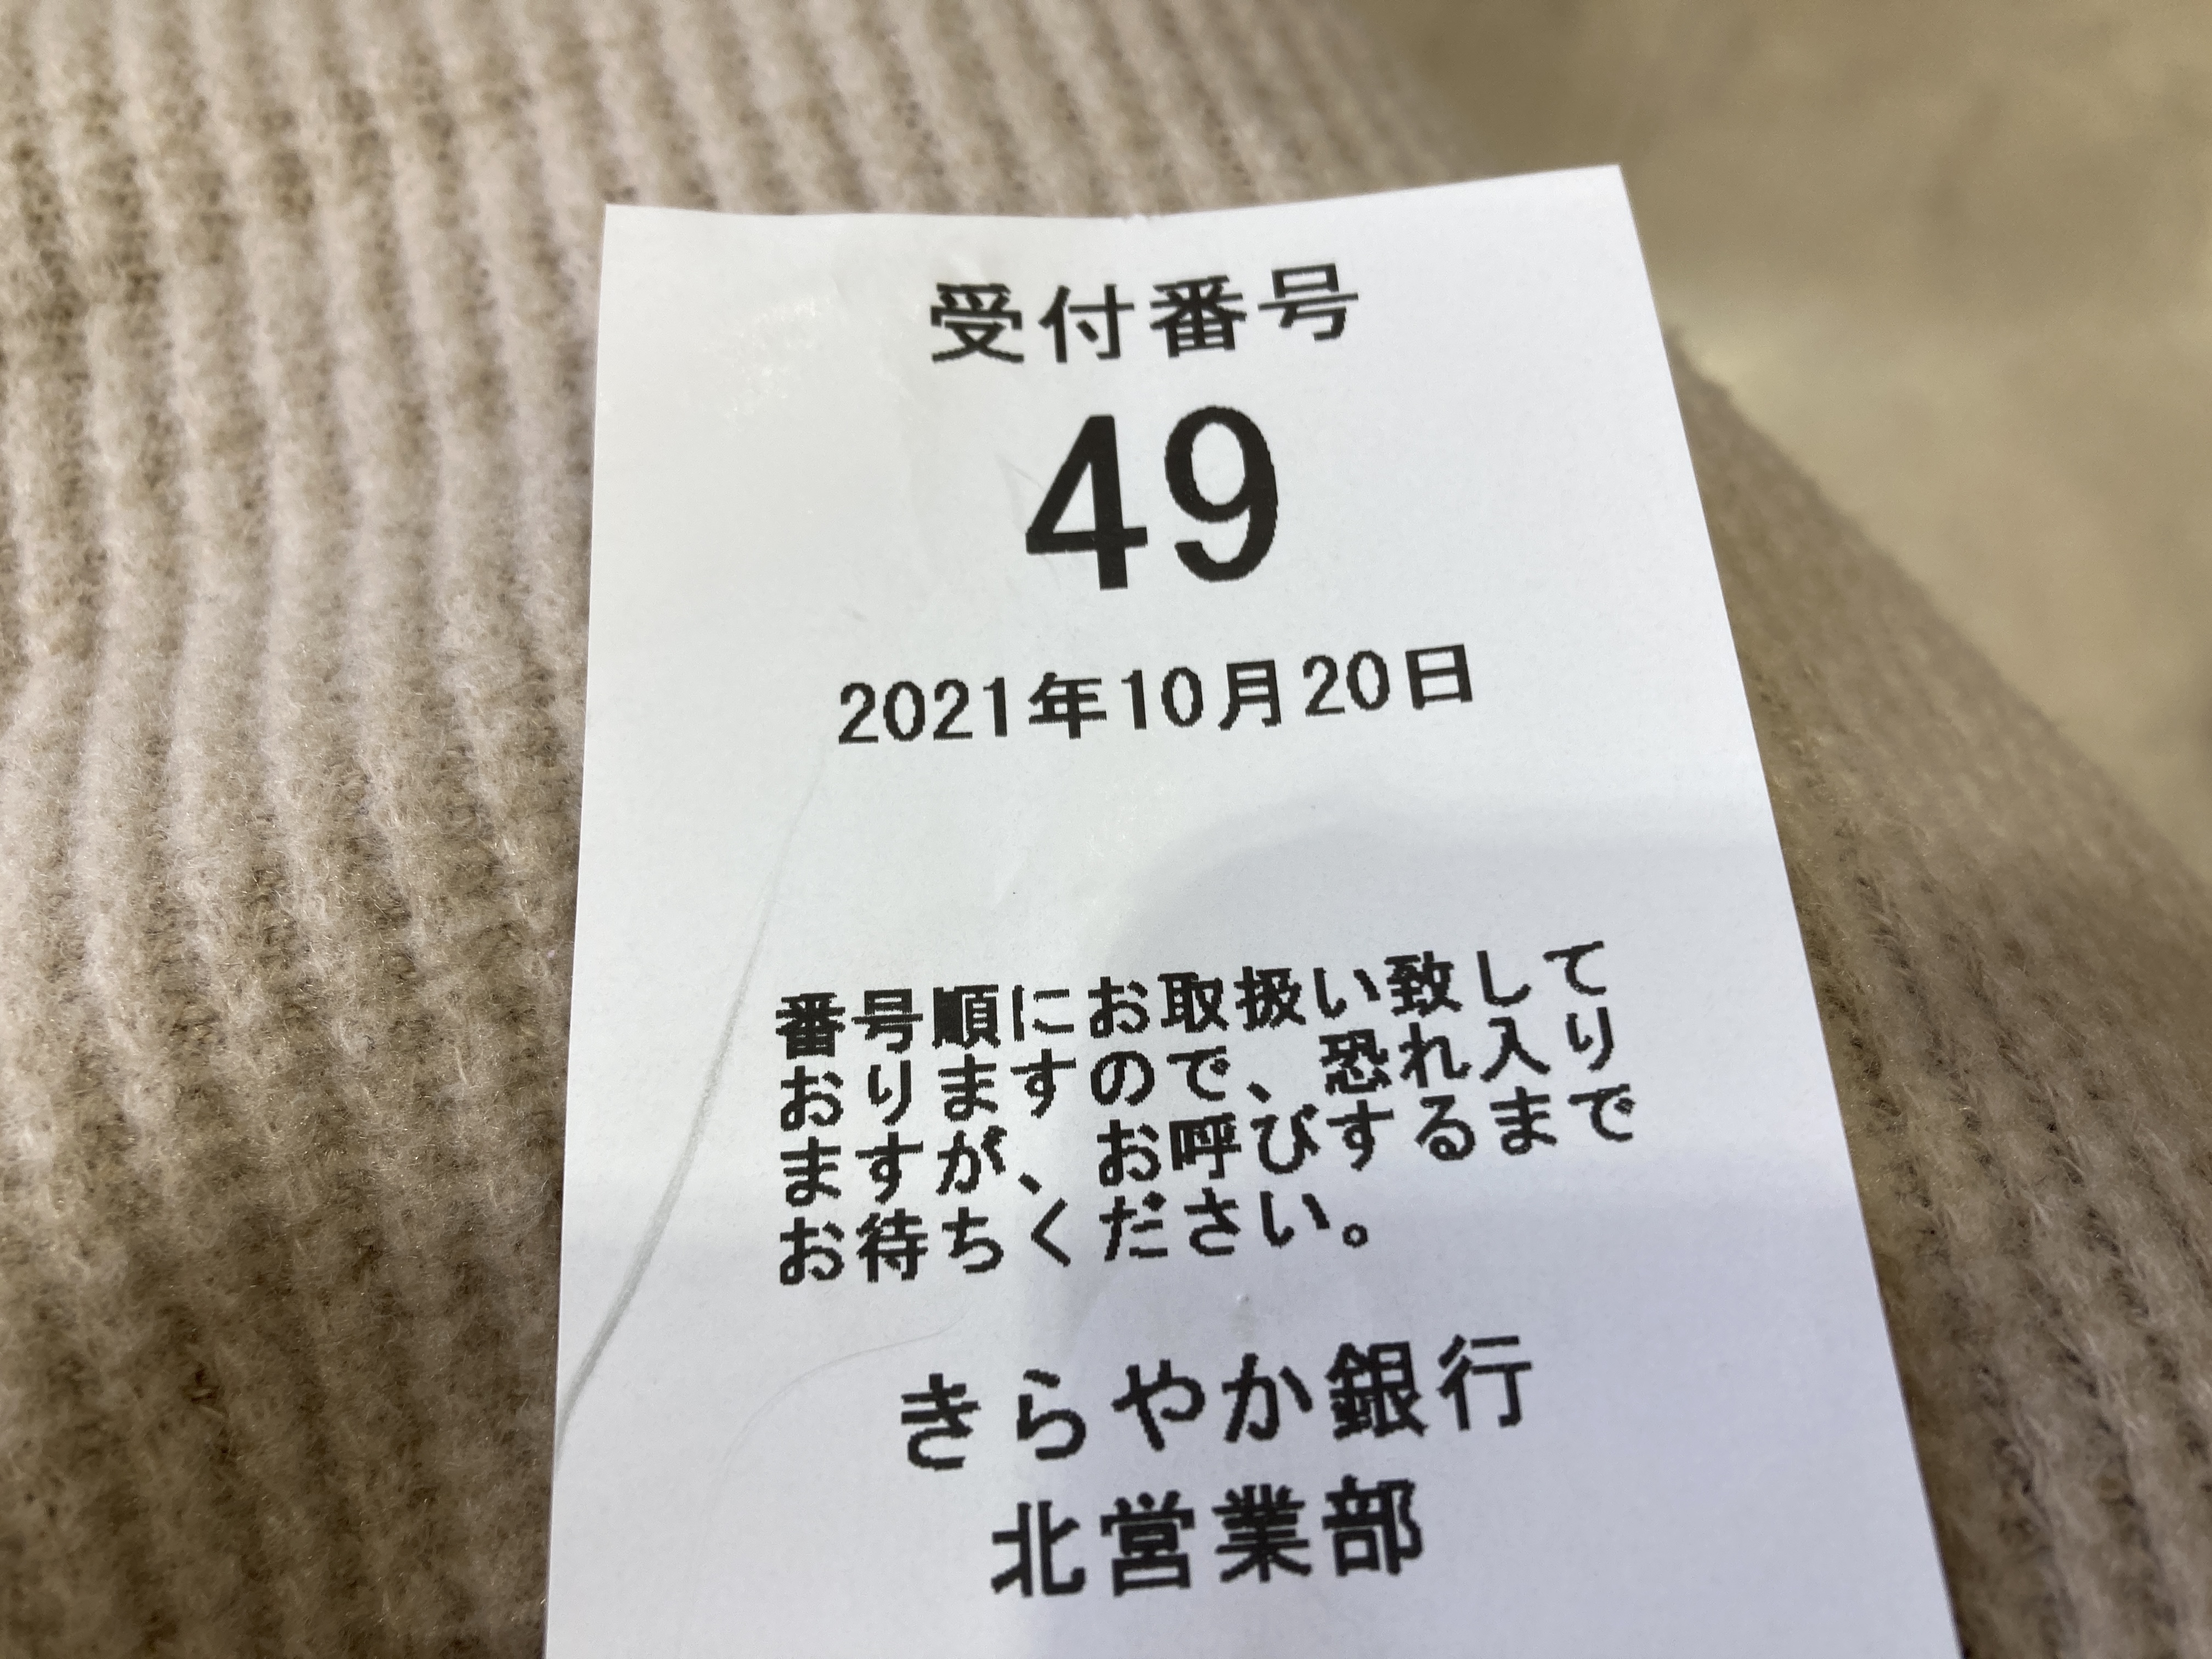 受付番号
49
2021年10月20日
番号順にお取扱い致して
おりますので、恐れ入り
ますが、お呼びするまで
お待ちください。
きらやか銀行
北営業部